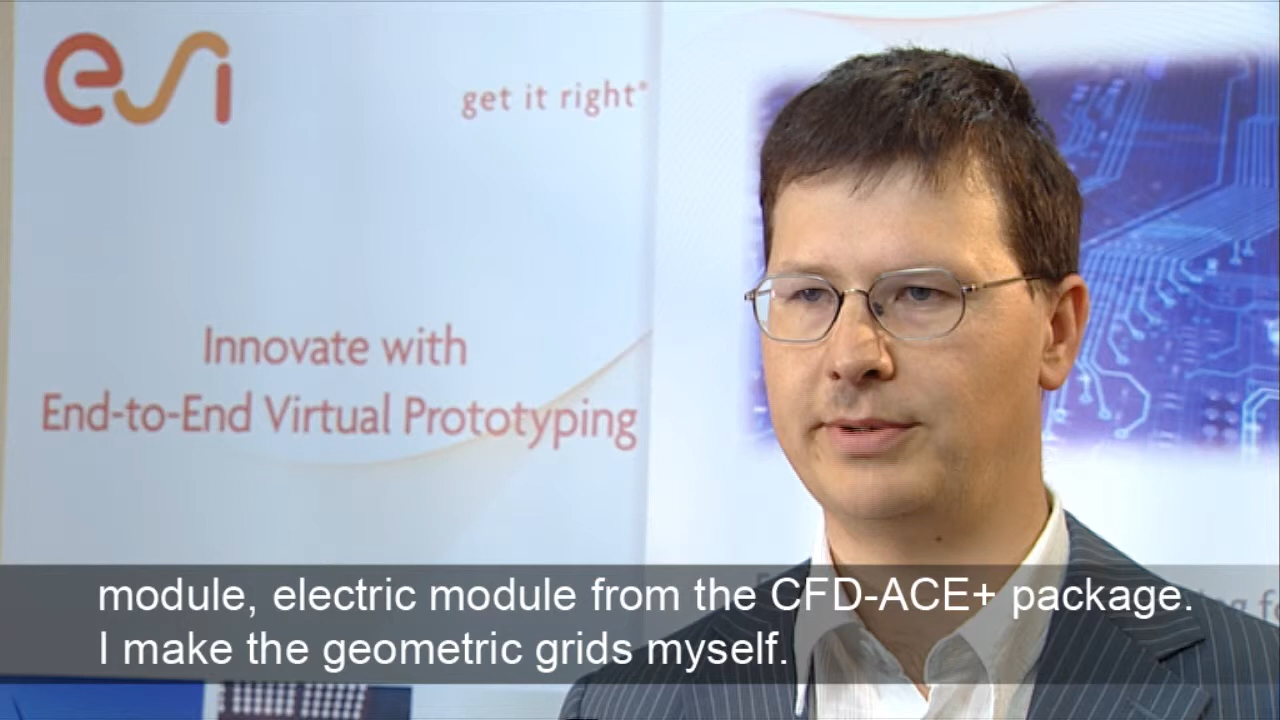 esi
get it right®
Innovate with
End-to-End Virtual Prototyping
module, electric module from the CFD-ACE+ package.
I make the geometric grids myself.